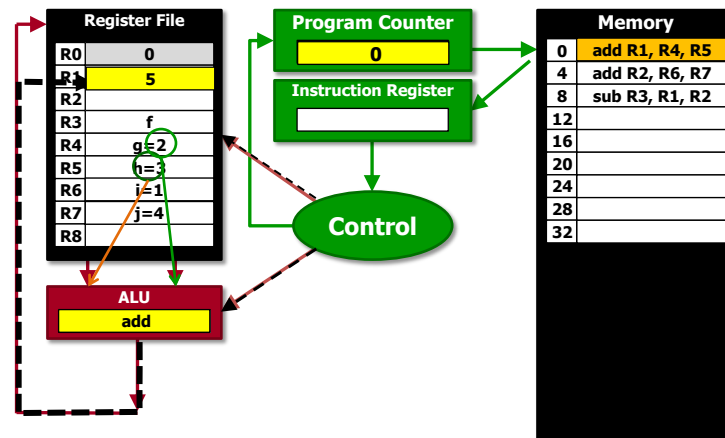 Register File
R0 0
R1 5
R2
R3 f
R4 g=2
R5 h=3
R6 i=1
R7 j=4
R8
ALU
add
Program Counter
0
Instruction Register
Control
Memory
0 add R1, R4, R5
4 add R2, R6, R7
8 sub R3, R1, R2
12
16
20
24
28
32